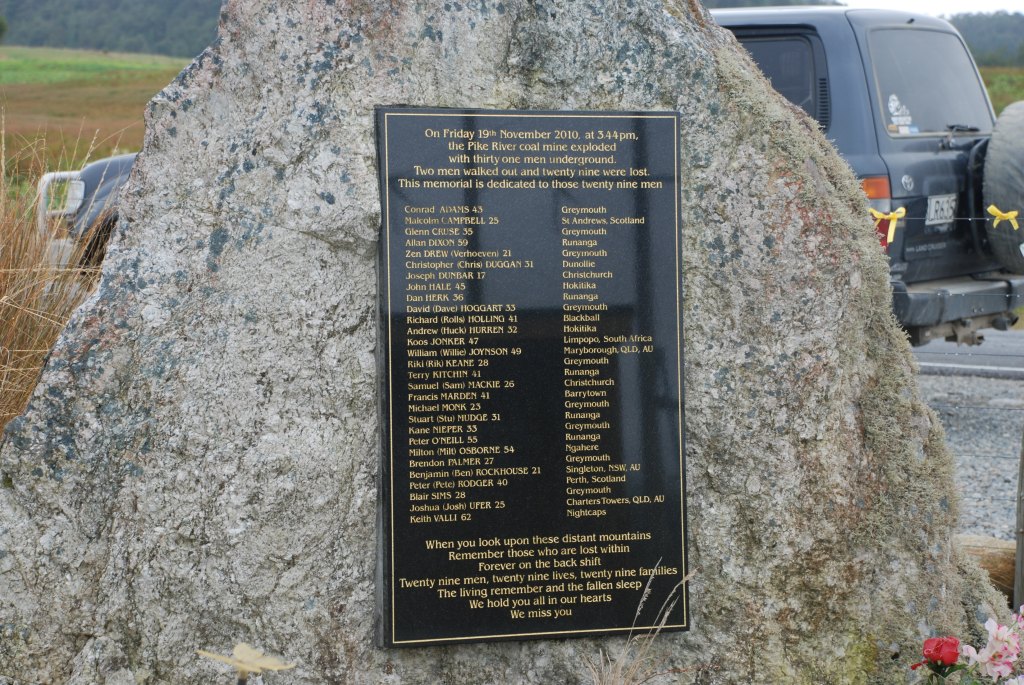 On Friday 19th November 2010, at 3.44pm,
the Pike River coal mine exploded
with thirty one men underground.
Two men walked out and twenty nine were lost.
This memorial is dedicated to those twenty nine men
Conrad ADAMS 43 Greymouth
Malcolm CAMPBELL 25 St Andrews, Scotland
Glenn CRUSE 35 Greymouth
Allan DIXON 59 Runanga
Zen DREW (Verhoeven) 21 Greymouth
Christopher (Chris) DUGGAN 31 Dunollie
Joseph DUNBAR 17 Christchurch
John HALE 45 Hokitika
Dan HERK 36 Runanga
David (Dave) HOGGART 33 Greymouth
Richard (Rolls) HOLLING 41 Blackball
Andrew (Huck) HURREN 32 Hokitika
Koos JONKER 47 Limpopo, South Africa
William (Willie) JOYNSON 49 Maryborough, QLD, AU
Riki (Rik) KEANE 28 Greymouth
Terry KITCHIN 41 Runanga
Samuel (Sam) MACKIE 26 Christchurch
Francis MARDEN 41 Barrytown
Michael MONK 23 Greymouth
Stuart (Stu) MUDGE 31 Runanga
Kane NIEPER 33 Greymouth
Peter O'NEILL 55 Runanga
Milton (Milt) OSBORNE 54 Ngahere
Brendon PALMER 27 Greymouth
Benjamin (Ben) ROCKHOUSE 21 Singleton, NSW, AU
Peter (Pete) RODGER 40 Perth, Scotland
Blair SIMS 28 Greymouth
Joshua (Josh) UFER 25 Charters Towers, QLD, AU
Keith VALLI 62 Nightcaps
When you look upon these distant mountains
Remember those who are lost within
Forever on the back shift
Twenty nine men, twenty nine lives, twenty nine families
The living remember and the fallen sleep
We hold you all in our hearts
We miss you
LAND CRUISER